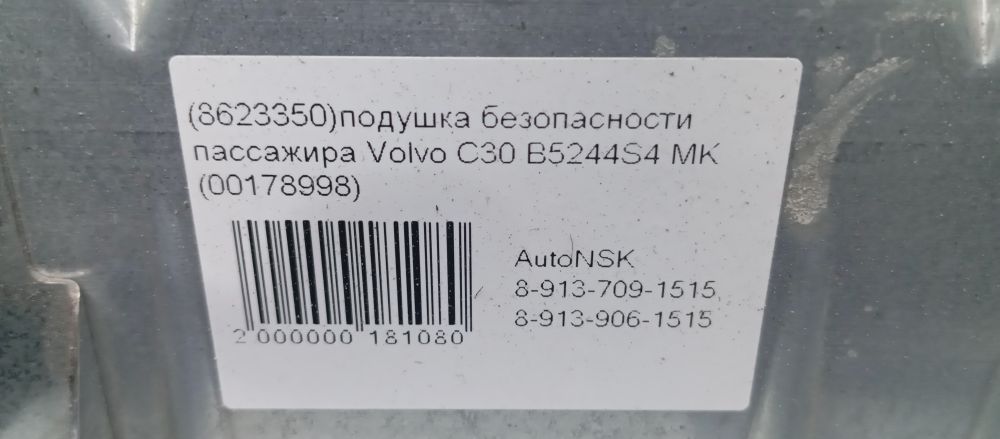 (8623350)подушка безопасности
пассажира Volvo C30 B5244S4 MK
(00178998)
AutoNSK
8-913-709-1515,
8-913-906-1515
2 000000 181080